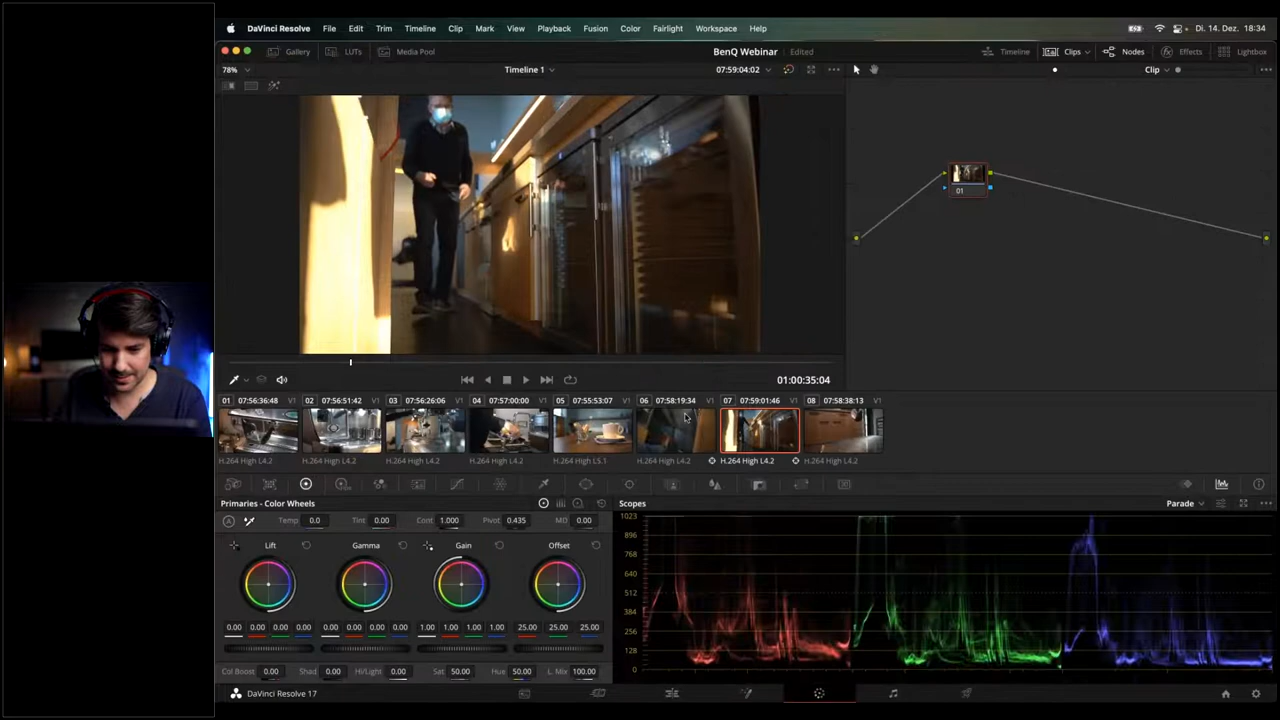 DaVinci Resolve File Edit Trim Timeline Clip Mark View Playback Fusion Color Fairlight Workspace Help Di. 14. Dez. 18:34
Gallery LUTs Media Pool BenQ Webinar Edited Timeline Clips Nodes Effects Lightbox
78% Timeline 1 07:59:04:02 Clip
01
01:00:35:04
01 07:56:36:48 V1 02 07:56:51:42 V1 03 07:56:26:06 V1 04 07:57:00:00 V1 05 07:55:53:07 V1 06 07:58:19:34 V1 07 07:59:01:46 V1 08 07:58:38:13 V1
H.264 High L4.2 H.264 High L4.2 H.264 High L4.2 H.264 High L4.2 H.264 High L5.1 H.264 High L4.2 H.264 High L4.2 H.264 High L4.2
Primaries - Color Wheels Scopes Parade
Temp 0.0 Tint 0.00 Cont 1.000 Pivot 0.435 MD 0.00
Lift Gamma Gain Offset
0.00 0.00 0.00 0.00 0.00 0.00 0.00 0.00 1.00 1.00 1.00 1.00 25.00 25.00 25.00
Col Boost 0.00 Shad 0.00 Hi/Light 0.00 Sat 50.00 Hue 50.00 L. Mix 100.00
1023
896
768
640
512
384
256
128
0
DaVinci Resolve 17